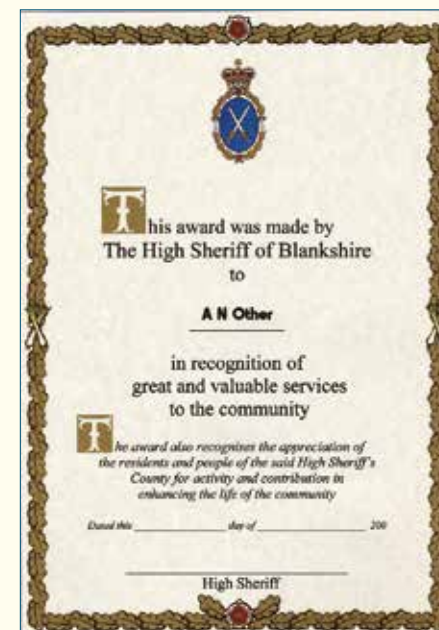 This award was made by
The High Sheriff of Blankshire
to
A N Other
in recognition of
great and valuable services
to the community
The award also recognises the appreciation of
the residents and people of the said High Sheriff's
County for activity and contribution in
enhancing the life of the community
Dated this day of 200
High Sheriff